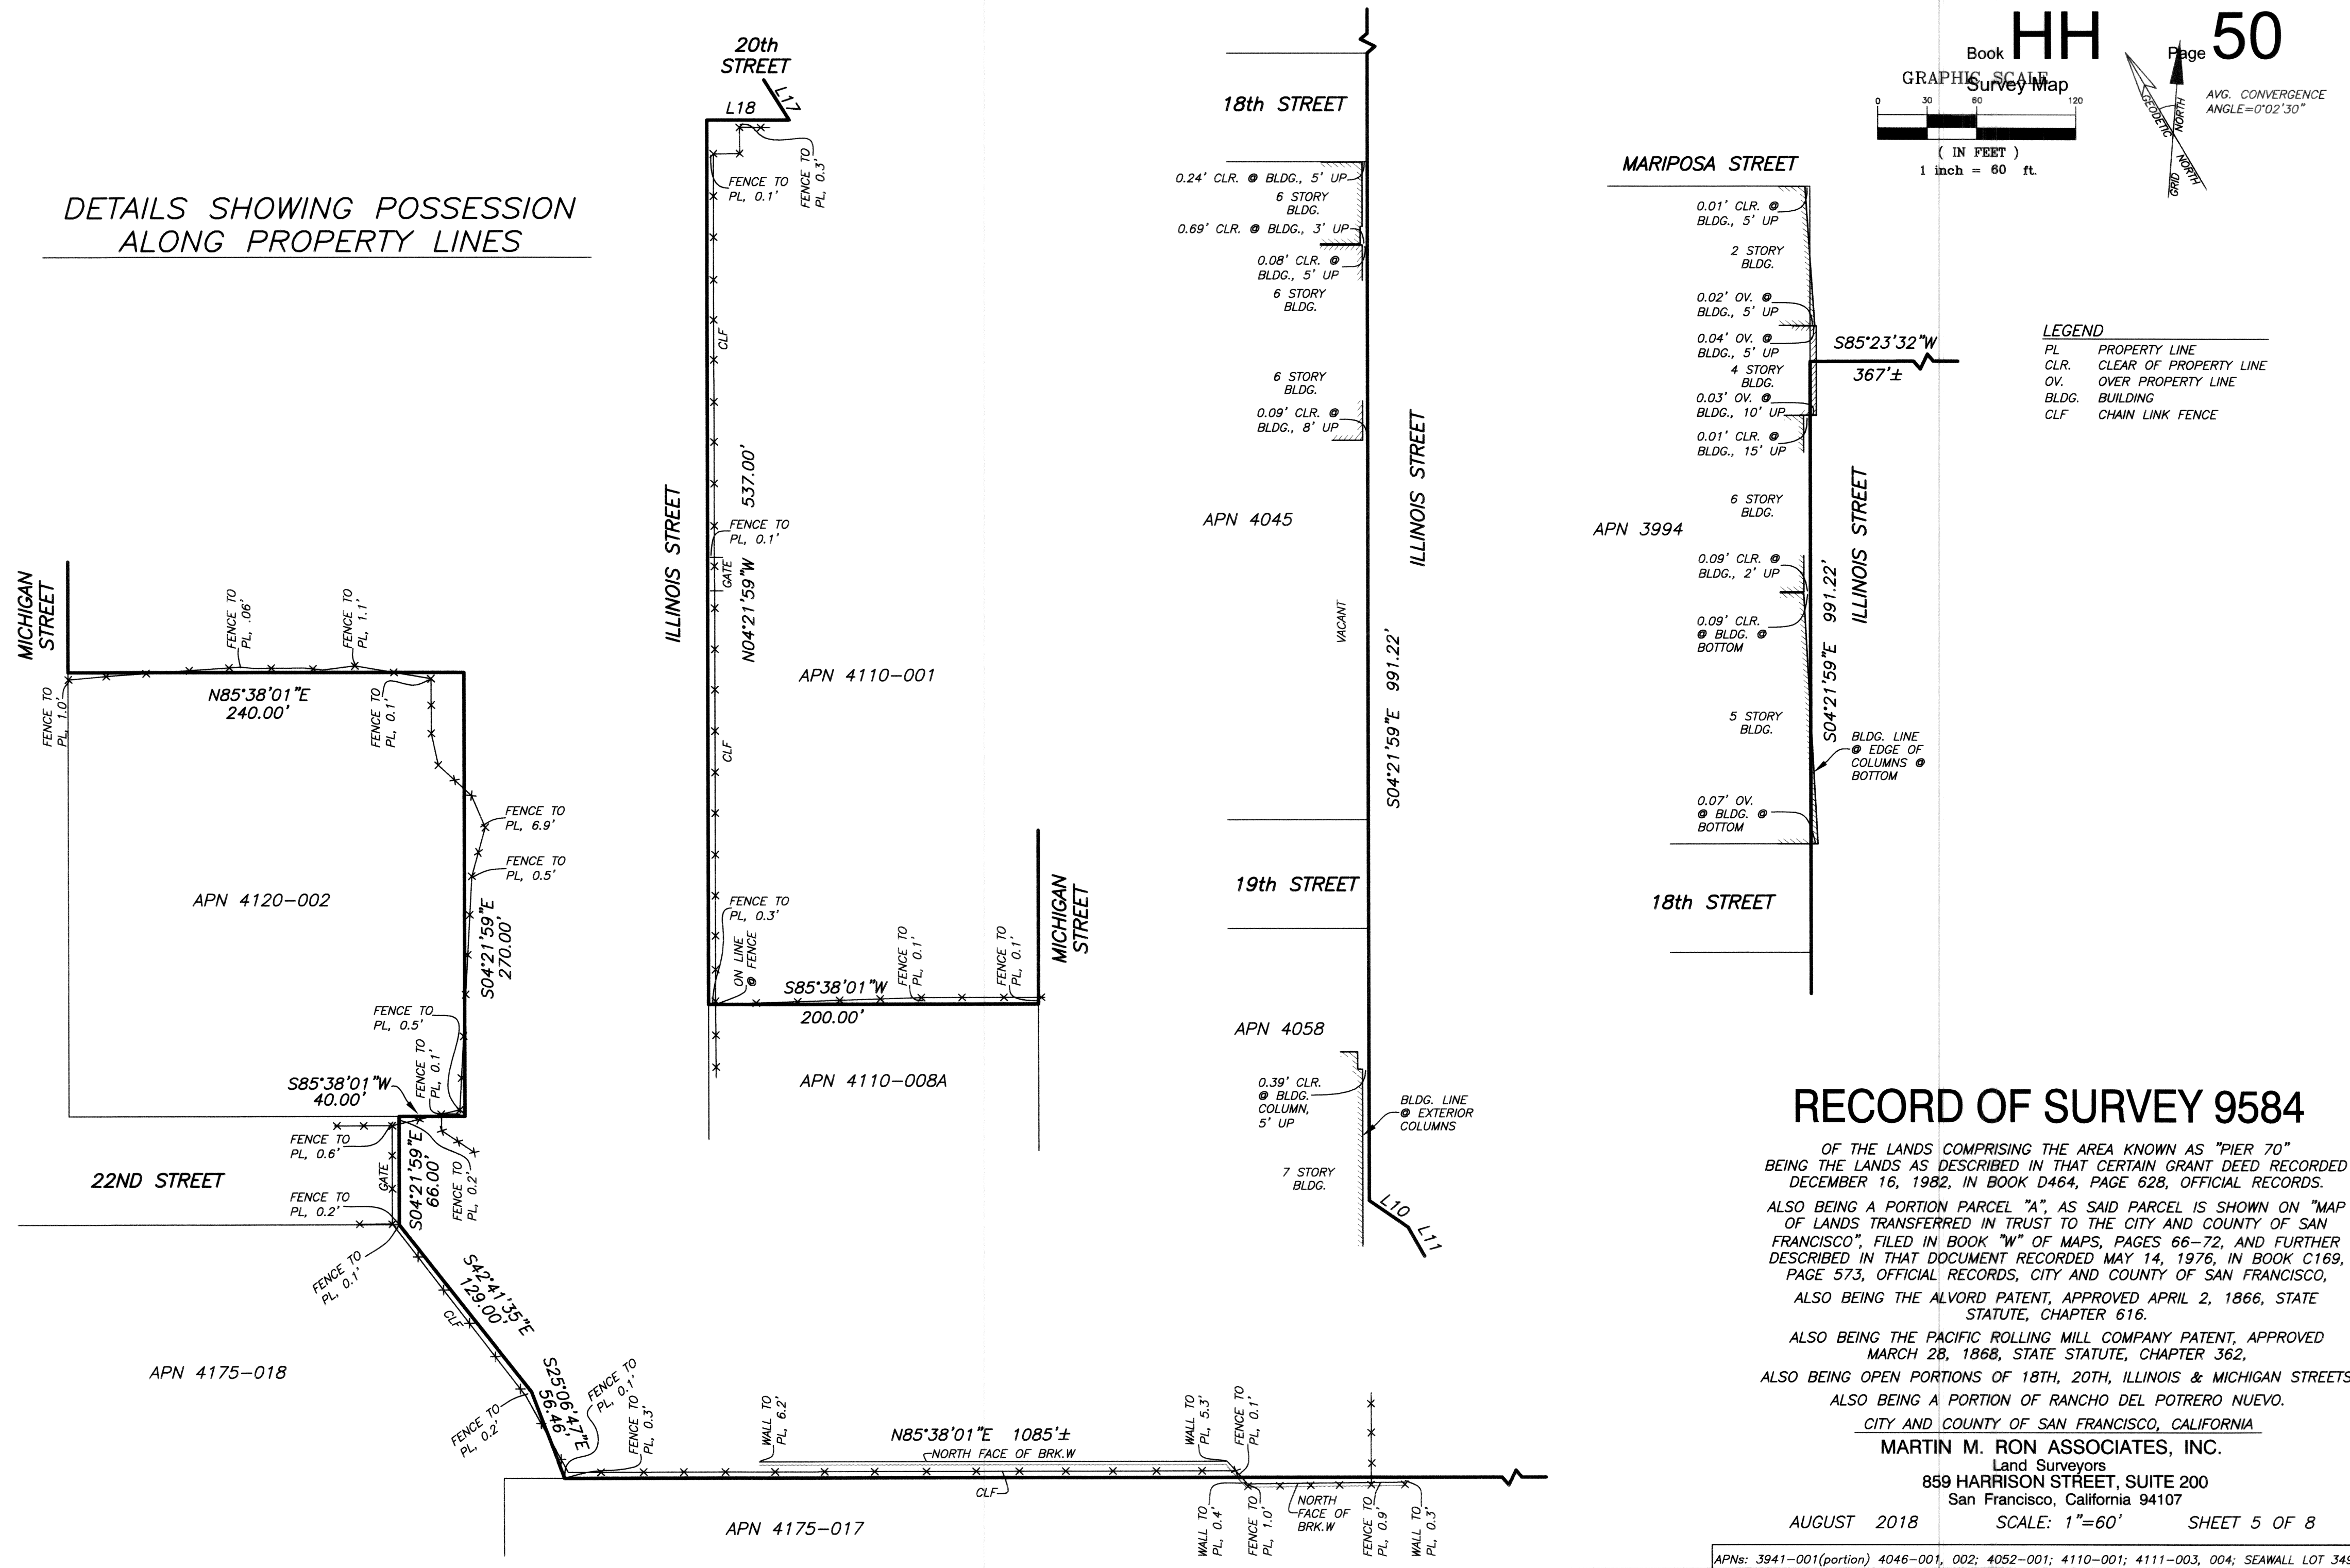 Book HH Page 50
GRAPHIC SCALE
Survey Map
0 30 60 120
( IN FEET )
1 inch = 60 ft.
GEODETIC NORTH
GRID NORTH
AVG. CONVERGENCE
ANGLE=0°02'30"
DETAILS SHOWING POSSESSION
ALONG PROPERTY LINES
LEGEND
PL PROPERTY LINE
CLR. CLEAR OF PROPERTY LINE
OV. OVER PROPERTY LINE
BLDG. BUILDING
CLF CHAIN LINK FENCE
MICHIGAN
STREET
FENCE TO
PL, 1.0'
FENCE TO
PL, .06'
FENCE TO
PL, 1.1'
N85°38'01"E
240.00'
FENCE TO
PL, 0.1'
FENCE TO
PL, 6.9'
FENCE TO
PL, 0.5'
APN 4120-002
S04°21'59"E
270.00'
FENCE TO
PL, 0.5'
FENCE TO
PL, 0.1'
S85°38'01"W
40.00'
FENCE TO
PL, 0.6'
22ND STREET
GATE
S04°21'59"E
66.00'
FENCE TO
PL, 0.2'
FENCE TO
PL, 0.2'
FENCE TO
PL, 0.1'
S42°41'35"E
129.00'
CLF
APN 4175-018
S25°06'47"E
56.46'
FENCE TO
PL, 0.1'
FENCE TO
PL, 0.2'
FENCE TO
PL, 0.3'
WALL TO
PL, 6.2'
N85°38'01"E 1085'±
NORTH FACE OF BRK.W
CLF
WALL TO
PL, 5.3'
FENCE TO
PL, 0.1'
APN 4175-017
WALL TO
PL, 0.4'
FENCE TO
PL, 1.0'
NORTH
FACE OF
BRK.W
FENCE TO
PL, 0.9'
WALL TO
PL, 0.3'
20th
STREET
L17
L18
FENCE TO
PL, 0.1'
FENCE TO
PL, 0.3'
CLF
ILLINOIS STREET
N04°21'59"W 537.00'
FENCE TO
PL, 0.1'
GATE
APN 4110-001
CLF
FENCE TO
PL, 0.3'
ON LINE
@ FENCE
FENCE TO
PL, 0.1'
FENCE TO
PL, 0.1'
MICHIGAN
STREET
S85°38'01"W
200.00'
APN 4110-008A
18th STREET
0.24' CLR. @ BLDG., 5' UP
6 STORY
BLDG.
0.69' CLR. @ BLDG., 3' UP
0.08' CLR. @
BLDG., 5' UP
6 STORY
BLDG.
6 STORY
BLDG.
0.09' CLR. @
BLDG., 8' UP
ILLINOIS STREET
APN 4045
VACANT
S04°21'59"E 991.22'
19th STREET
APN 4058
0.39' CLR.
@ BLDG.
COLUMN,
5' UP
BLDG. LINE
@ EXTERIOR
COLUMNS
7 STORY
BLDG.
L10
L11
MARIPOSA STREET
0.01' CLR. @
BLDG., 5' UP
2 STORY
BLDG.
0.02' OV. @
BLDG., 5' UP
0.04' OV. @
BLDG., 5' UP
4 STORY
BLDG.
0.03' OV. @
BLDG., 10' UP
S85°23'32"W
367'±
0.01' CLR. @
BLDG., 15' UP
6 STORY
BLDG.
APN 3994
ILLINOIS STREET
0.09' CLR. @
BLDG., 2' UP
0.09' CLR.
@ BLDG. @
BOTTOM
S04°21'59"E 991.22'
5 STORY
BLDG.
BLDG. LINE
@ EDGE OF
COLUMNS @
BOTTOM
0.07' OV.
@ BLDG. @
BOTTOM
18th STREET
RECORD OF SURVEY 9584
OF THE LANDS COMPRISING THE AREA KNOWN AS "PIER 70"
BEING THE LANDS AS DESCRIBED IN THAT CERTAIN GRANT DEED RECORDED
DECEMBER 16, 1982, IN BOOK D464, PAGE 628, OFFICIAL RECORDS.
ALSO BEING A PORTION PARCEL "A", AS SAID PARCEL IS SHOWN ON "MAP
OF LANDS TRANSFERRED IN TRUST TO THE CITY AND COUNTY OF SAN
FRANCISCO", FILED IN BOOK "W" OF MAPS, PAGES 66-72, AND FURTHER
DESCRIBED IN THAT DOCUMENT RECORDED MAY 14, 1976, IN BOOK C169,
PAGE 573, OFFICIAL RECORDS, CITY AND COUNTY OF SAN FRANCISCO,
ALSO BEING THE ALVORD PATENT, APPROVED APRIL 2, 1866, STATE
STATUTE, CHAPTER 616.
ALSO BEING THE PACIFIC ROLLING MILL COMPANY PATENT, APPROVED
MARCH 28, 1868, STATE STATUTE, CHAPTER 362,
ALSO BEING OPEN PORTIONS OF 18TH, 20TH, ILLINOIS & MICHIGAN STREETS
ALSO BEING A PORTION OF RANCHO DEL POTRERO NUEVO.
CITY AND COUNTY OF SAN FRANCISCO, CALIFORNIA
MARTIN M. RON ASSOCIATES, INC.
Land Surveyors
859 HARRISON STREET, SUITE 200
San Francisco, California 94107
AUGUST 2018 SCALE: 1"=60' SHEET 5 OF 8
APNs: 3941-001(portion) 4046-001, 002; 4052-001; 4110-001; 4111-003, 004; SEAWALL LOT